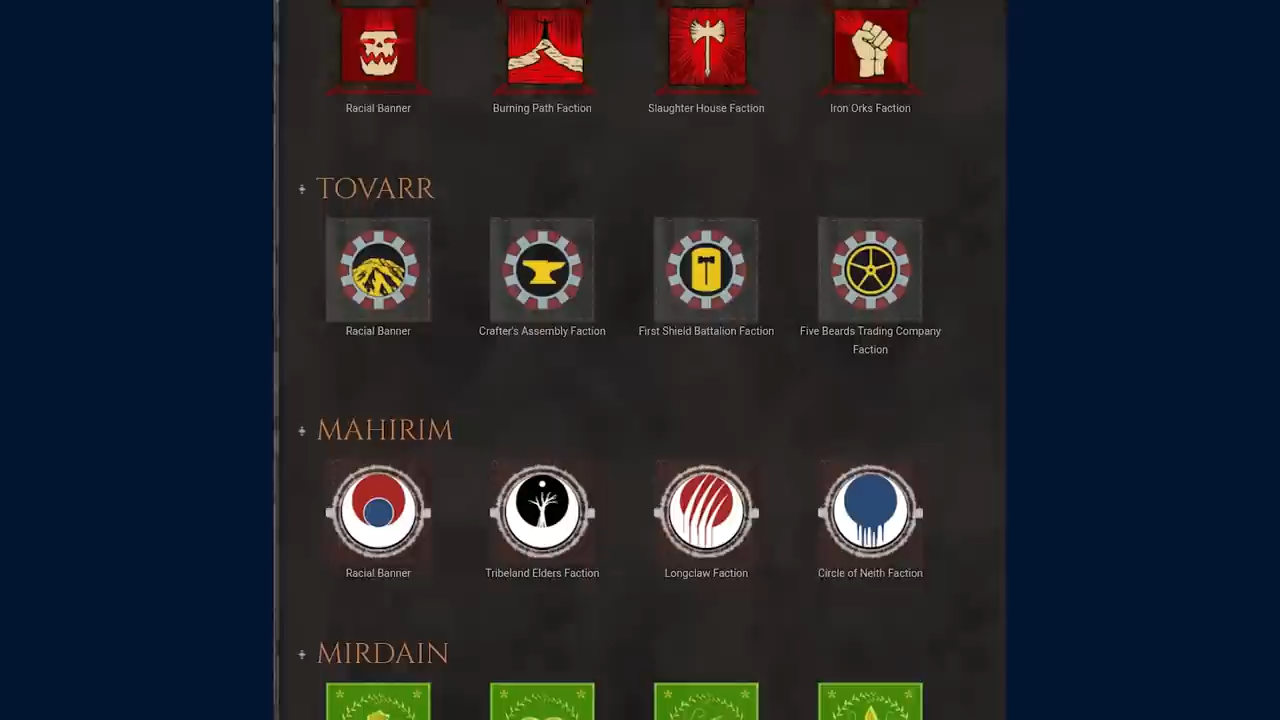 Racial Banner
Burning Path Faction
Slaughter House Faction
Iron Orks Faction
TOVARR
Racial Banner
Crafter's Assembly Faction
First Shield Battalion Faction
Five Beards Trading Company
Faction
MAHIRIM
Racial Banner
Tribeland Elders Faction
Longclaw Faction
Circle of Neith Faction
MIRDAIN